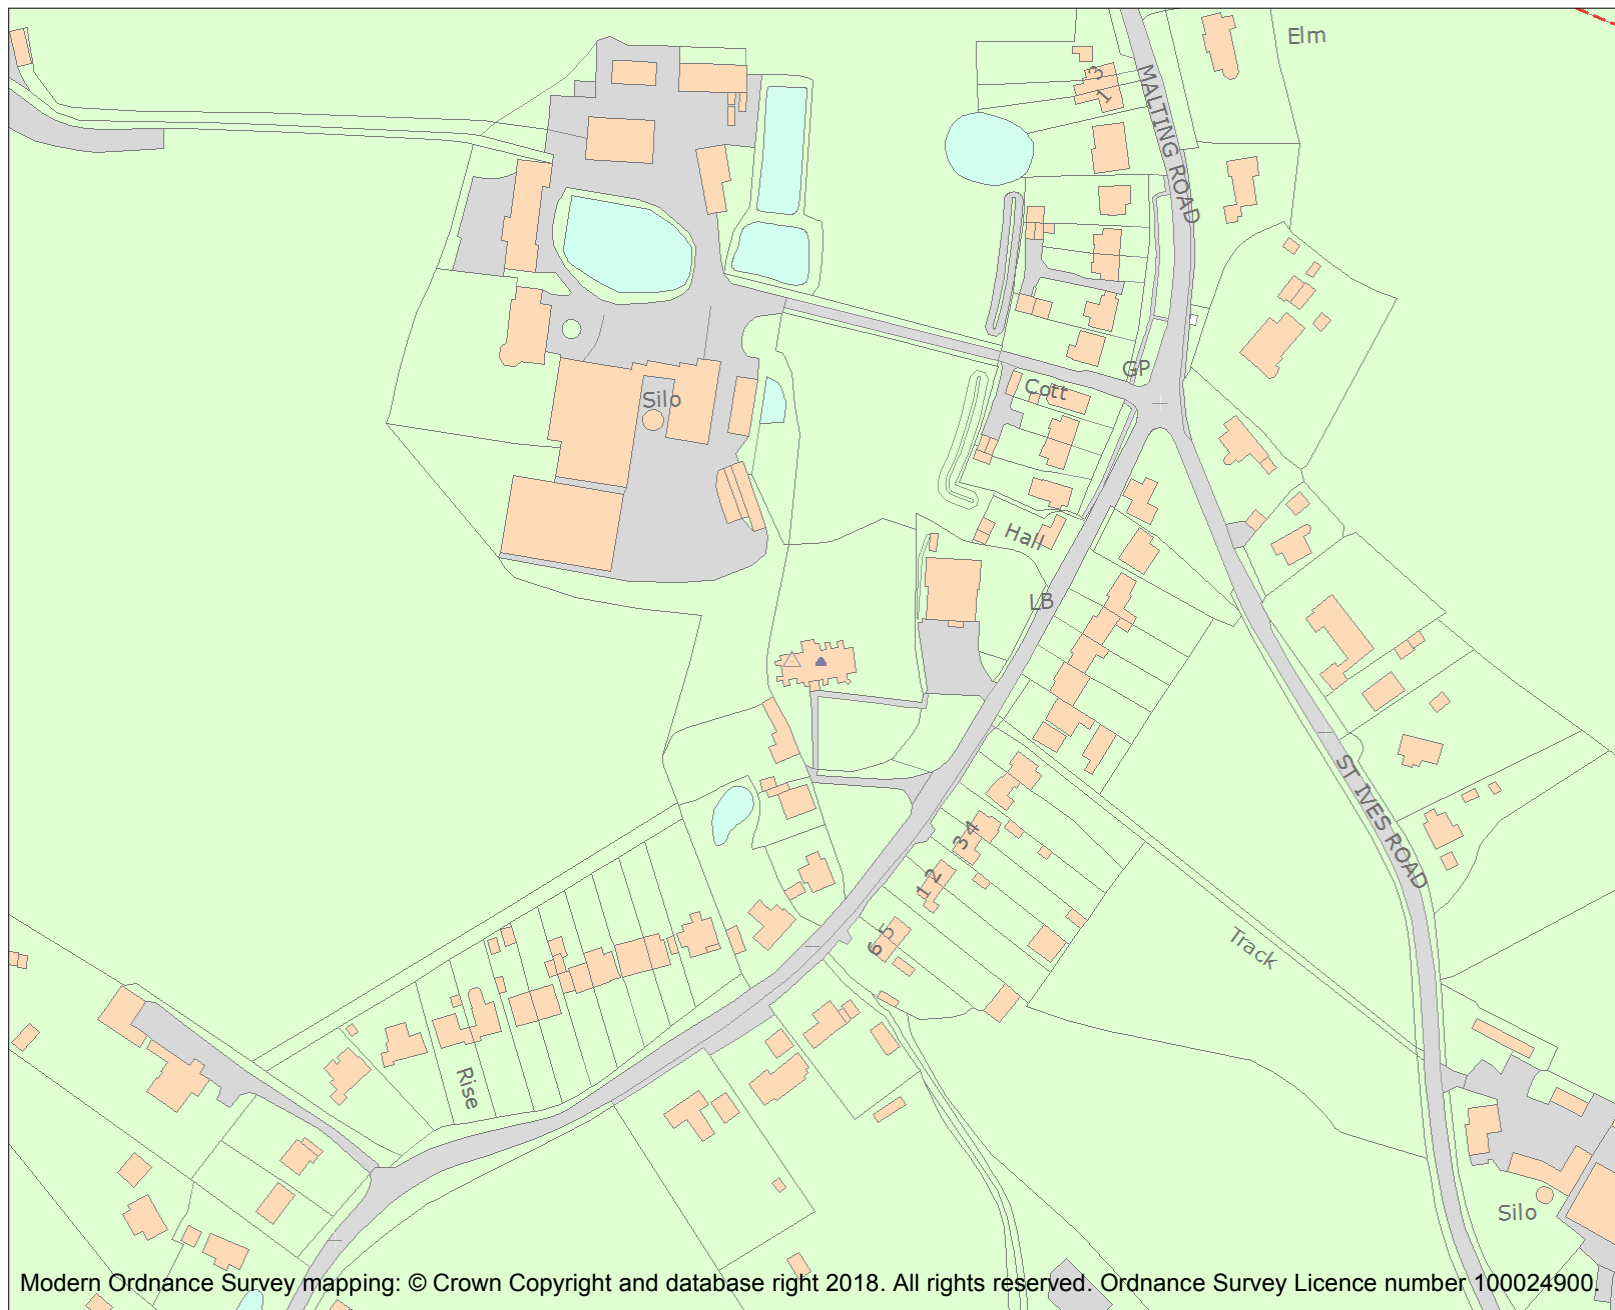 Elm
3
1
MALTING ROAD
GP
Cott
Silo
Hall
LB
ST IVES ROAD
3 4
1 2
6 5
Track
Rise
Silo
Modern Ordnance Survey mapping: © Crown Copyright and database right 2018. All rights reserved. Ordnance Survey Licence number 100024900.